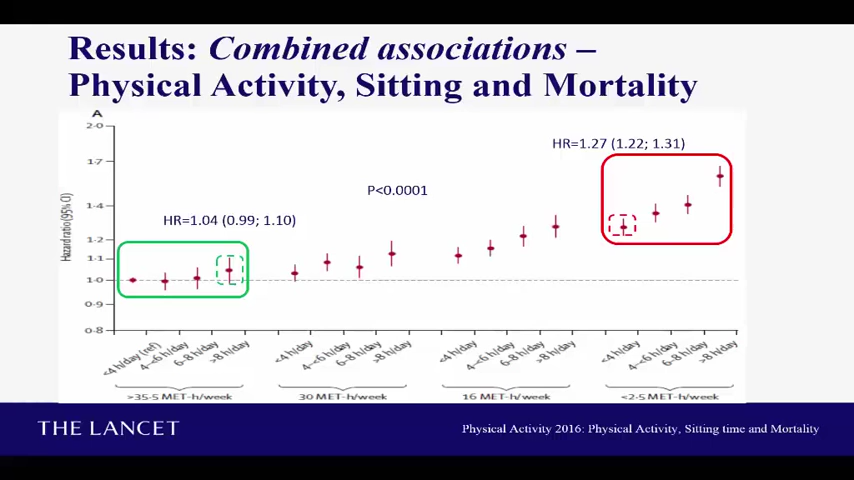 Results: Combined associations –
Physical Activity, Sitting and Mortality
A
2·0
1·7
1·4
1·2
1·1
1·0
0·9
0·8
Hazard ratio (95% CI)
HR=1.04 (0.99; 1.10)
P<0.0001
HR=1.27 (1.22; 1.31)
<4 h/day (ref)
4–<6 h/day
6–8 h/day
>8 h/day
<4 h/day
4–<6 h/day
6–8 h/day
>8 h/day
<4 h/day
4–<6 h/day
6–8 h/day
>8 h/day
<4 h/day
4–<6 h/day
6–8 h/day
>8 h/day
>35·5 MET-h/week
30 MET-h/week
16 MET-h/week
<2·5 MET-h/week
THE LANCET
Physical Activity 2016: Physical Activity, Sitting time and Mortality